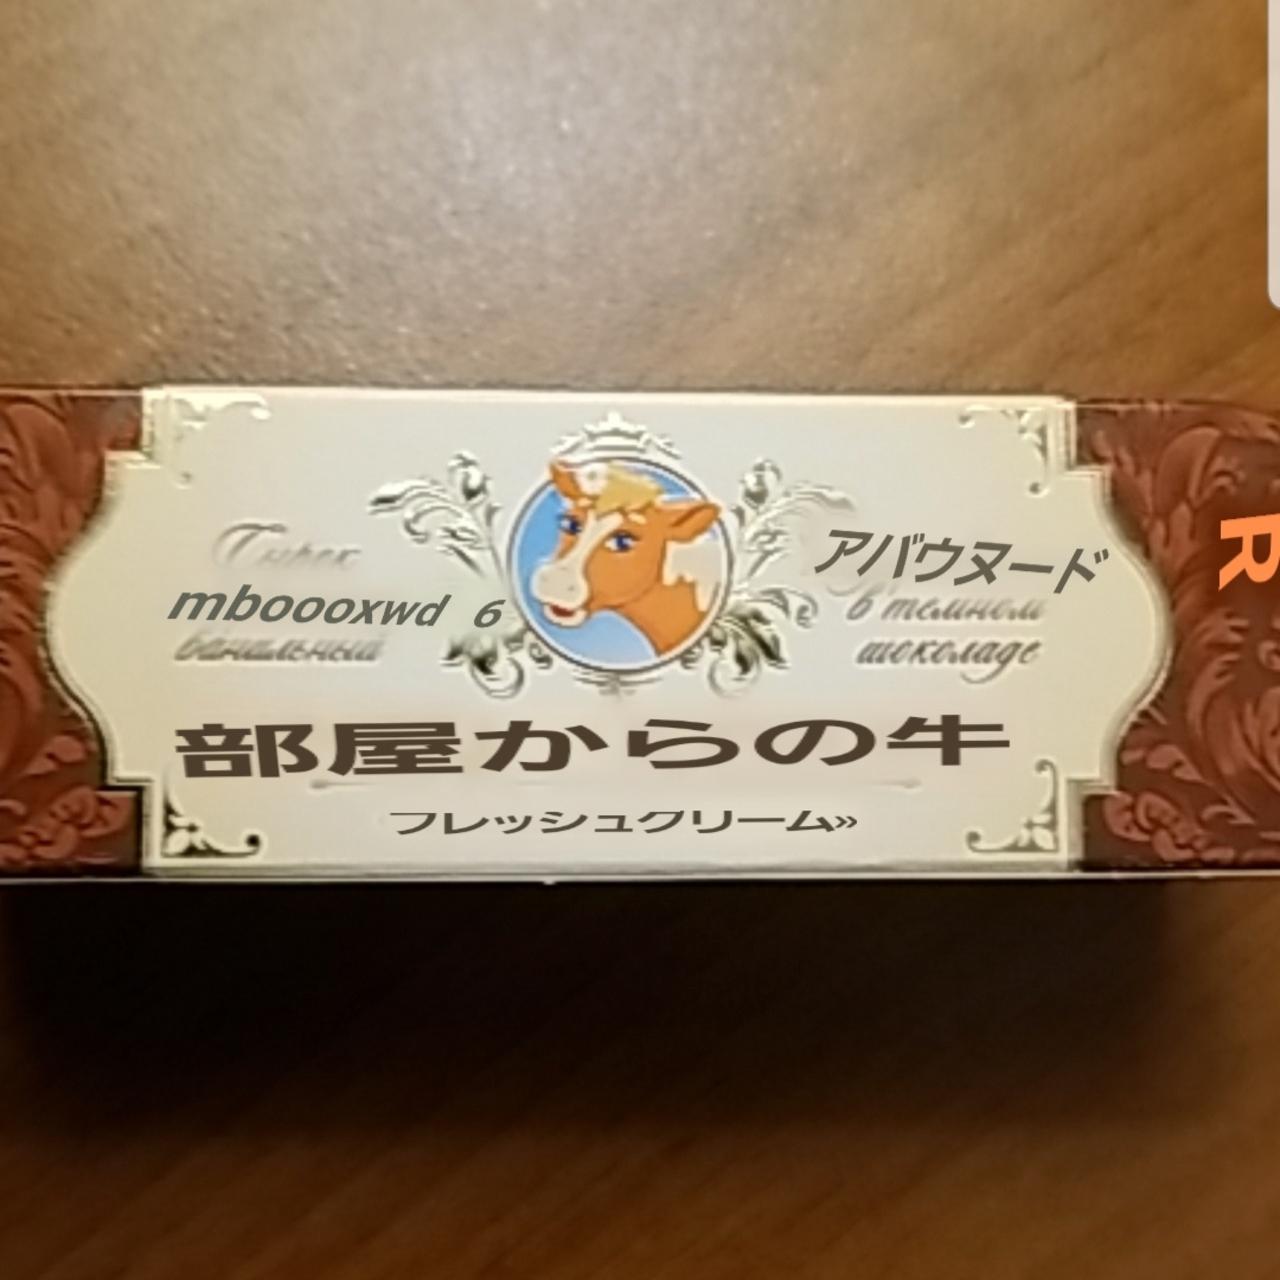 Сырок
mboooxwd 6
ванильный
アバウヌード
в темном
шоколаде
部屋からの牛
フレッシュクリーム»
R